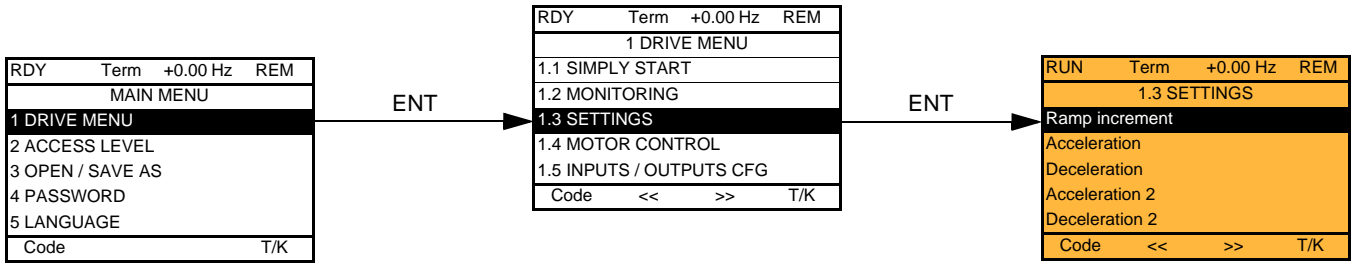 RDY Term +0.00 Hz REM
MAIN MENU
1 DRIVE MENU
2 ACCESS LEVEL
3 OPEN / SAVE AS
4 PASSWORD
5 LANGUAGE
Code T/K
ENT
RDY Term +0.00 Hz REM
1 DRIVE MENU
1.1 SIMPLY START
1.2 MONITORING
1.3 SETTINGS
1.4 MOTOR CONTROL
1.5 INPUTS / OUTPUTS CFG
Code << >> T/K
ENT
RUN Term +0.00 Hz REM
1.3 SETTINGS
Ramp increment
Acceleration
Deceleration
Acceleration 2
Deceleration 2
Code << >> T/K